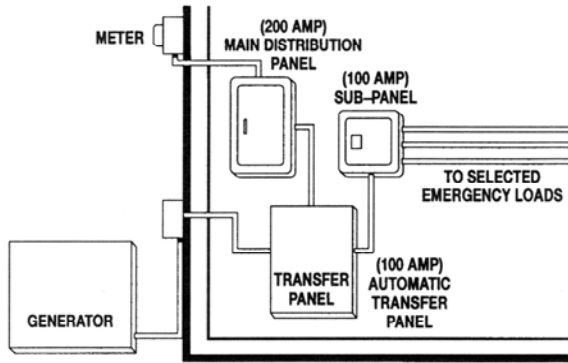 METER
(200 AMP)
MAIN DISTRIBUTION
PANEL
(100 AMP)
SUB–PANEL
TO SELECTED
EMERGENCY LOADS
TRANSFER
PANEL
(100 AMP)
AUTOMATIC
TRANSFER
PANEL
GENERATOR